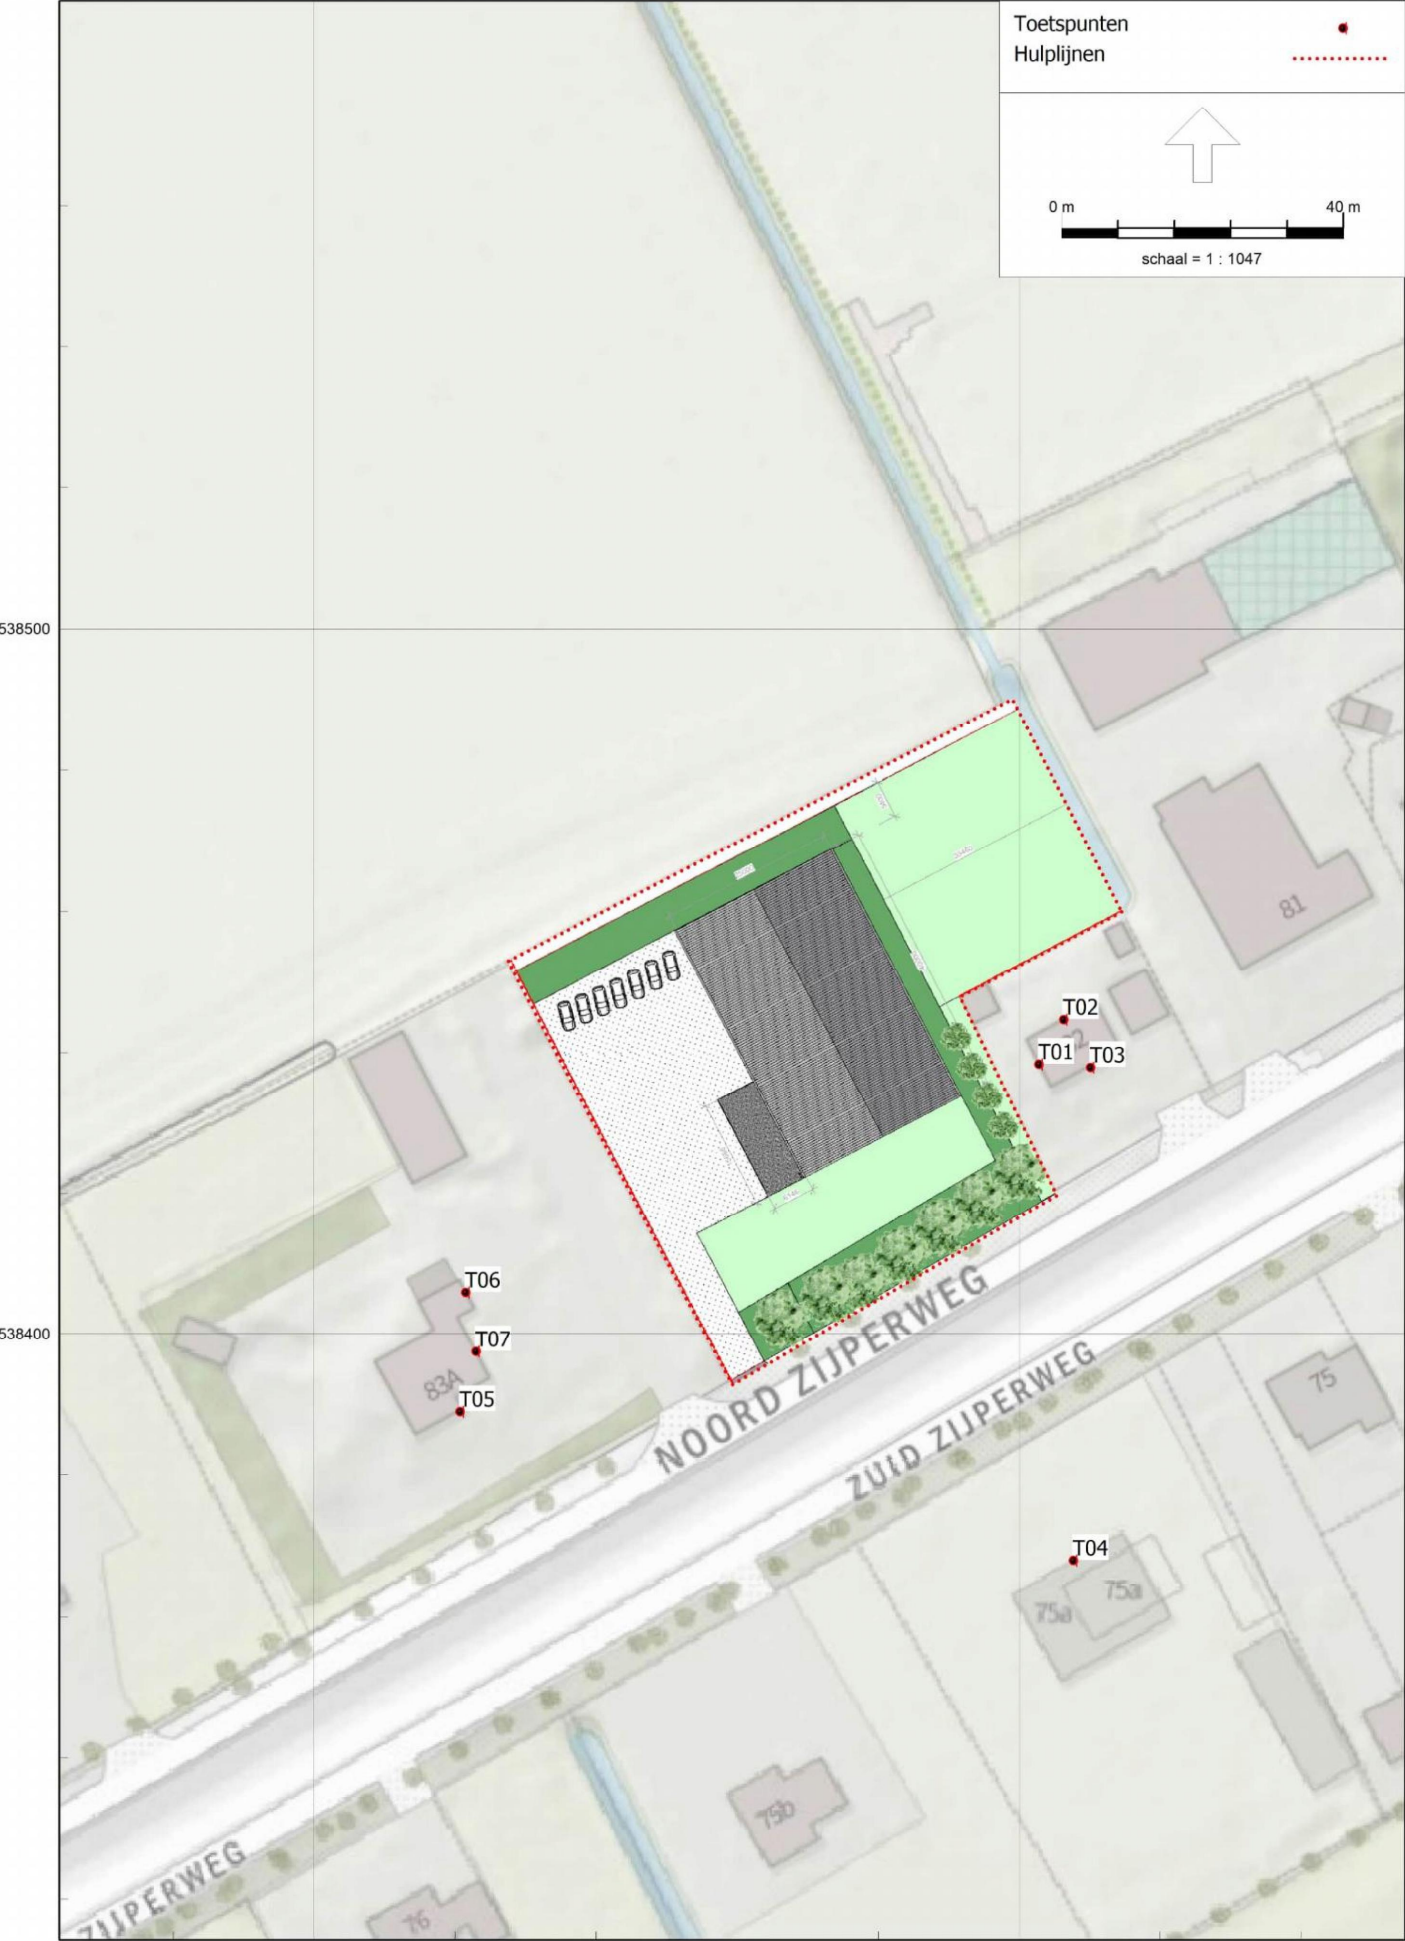 Toetspunten
Hulplijnen
0 m
40 m
schaal = 1 : 1047
538500
81
T02
T01
T03
T06
538400
T07
83A
T05
NOORD ZIJPERWEG
ZUID ZIJPERWEG
75
T04
75a
75a
75b
ZIJPERWEG
76